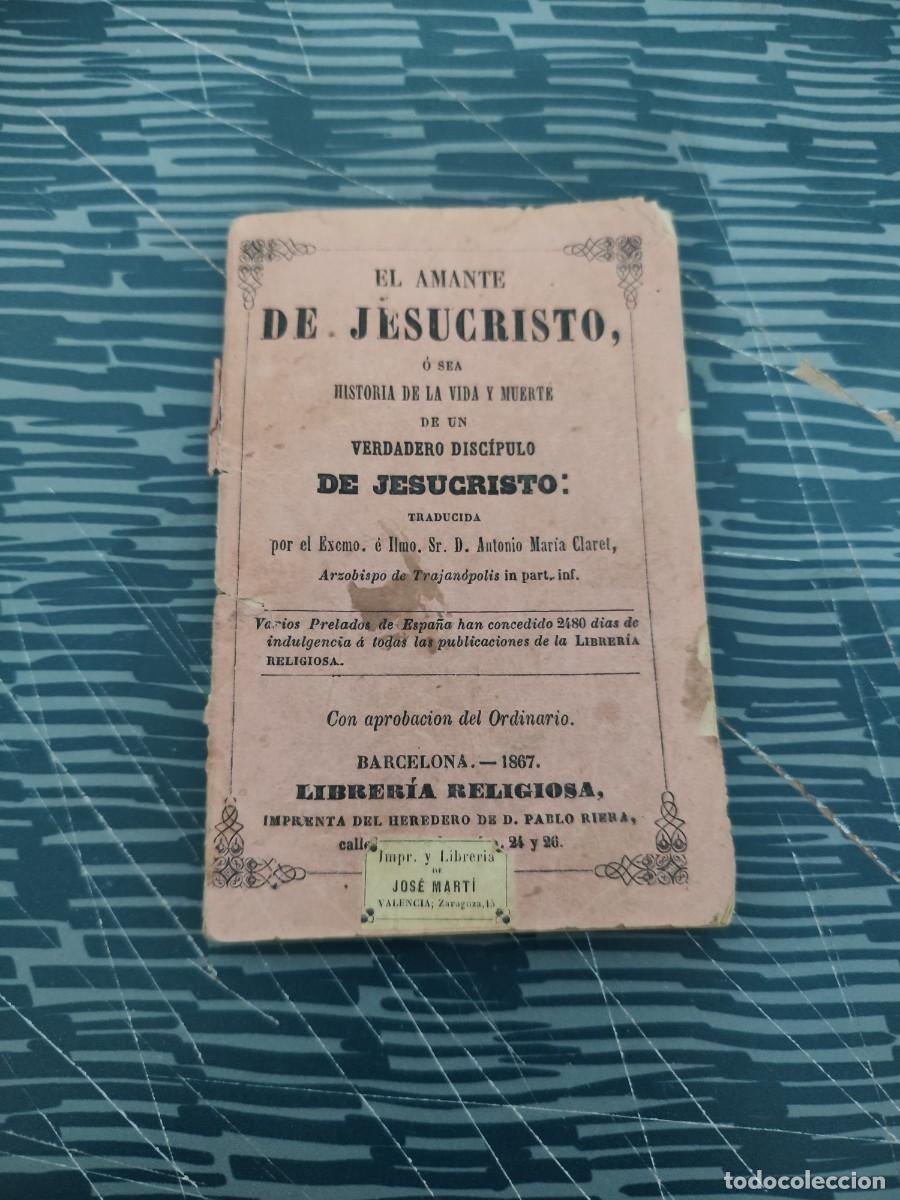 EL AMANTE
DE JESUCRISTO,
Ó SEA
HISTORIA DE LA VIDA Y MUERTE
DE UN
VERDADERO DISCÍPULO
DE JESUCRISTO:
TRADUCIDA
por el Excmo. é Ilmo. Sr. D. Antonio María Claret,
Arzobispo de Trajanópolis in part. inf.
Varios Prelados de España han concedido 2480 dias de
indulgencia á todas las publicaciones de la LIBRERÍA
RELIGIOSA.
Con aprobacion del Ordinario.
BARCELONA. — 1867.
LIBRERÍA RELIGIOSA,
IMPRENTA DEL HEREDERO DE D. PABLO RIERA,
calle 24 y 26.
Impr. y Libreria
DE
JOSÉ MARTÍ
VALENCIA; Zaragoza, 15
todocoleccion